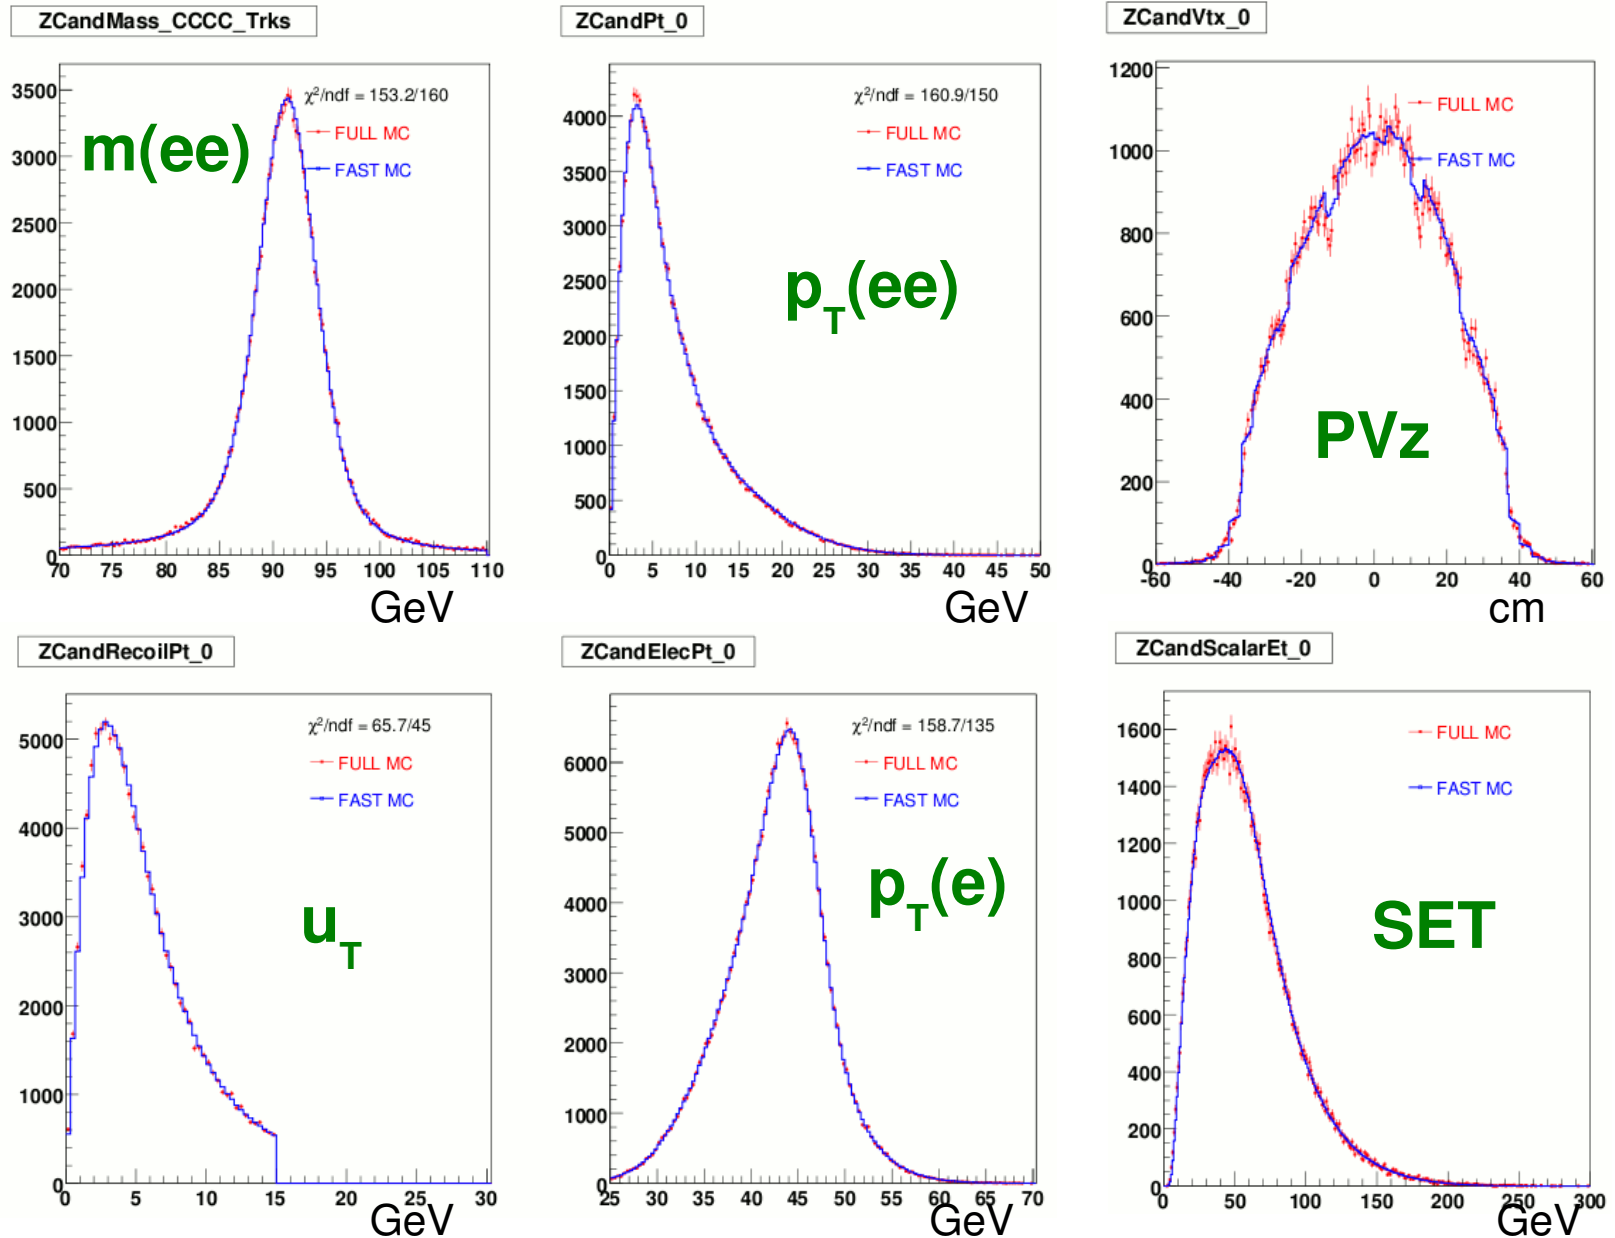 ZCandMass_CCCC_Trks
3500
3000
2500
2000
1500
1000
500
0
70 75 80 85 90 95 100 105 110
χ²/ndf = 153.2/160
FULL MC
FAST MC
m(ee)
GeV
ZCandPt_0
4000
3500
3000
2500
2000
1500
1000
500
0
0 5 10 15 20 25 30 35 40 45 50
χ²/ndf = 160.9/150
FULL MC
FAST MC
pT(ee)
GeV
ZCandVtx_0
1200
1000
800
600
400
200
0
-60 -40 -20 0 20 40 60
FULL MC
FAST MC
PVz
cm
ZCandRecoilPt_0
5000
4000
3000
2000
1000
0
0 5 10 15 20 25 30
χ²/ndf = 65.7/45
FULL MC
FAST MC
uT
GeV
ZCandElecPt_0
6000
5000
4000
3000
2000
1000
0
25 30 35 40 45 50 55 60 65 70
χ²/ndf = 158.7/135
FULL MC
FAST MC
pT(e)
GeV
ZCandScalarEt_0
1600
1400
1200
1000
800
600
400
200
0
0 50 100 150 200 250 300
FULL MC
FAST MC
SET
GeV